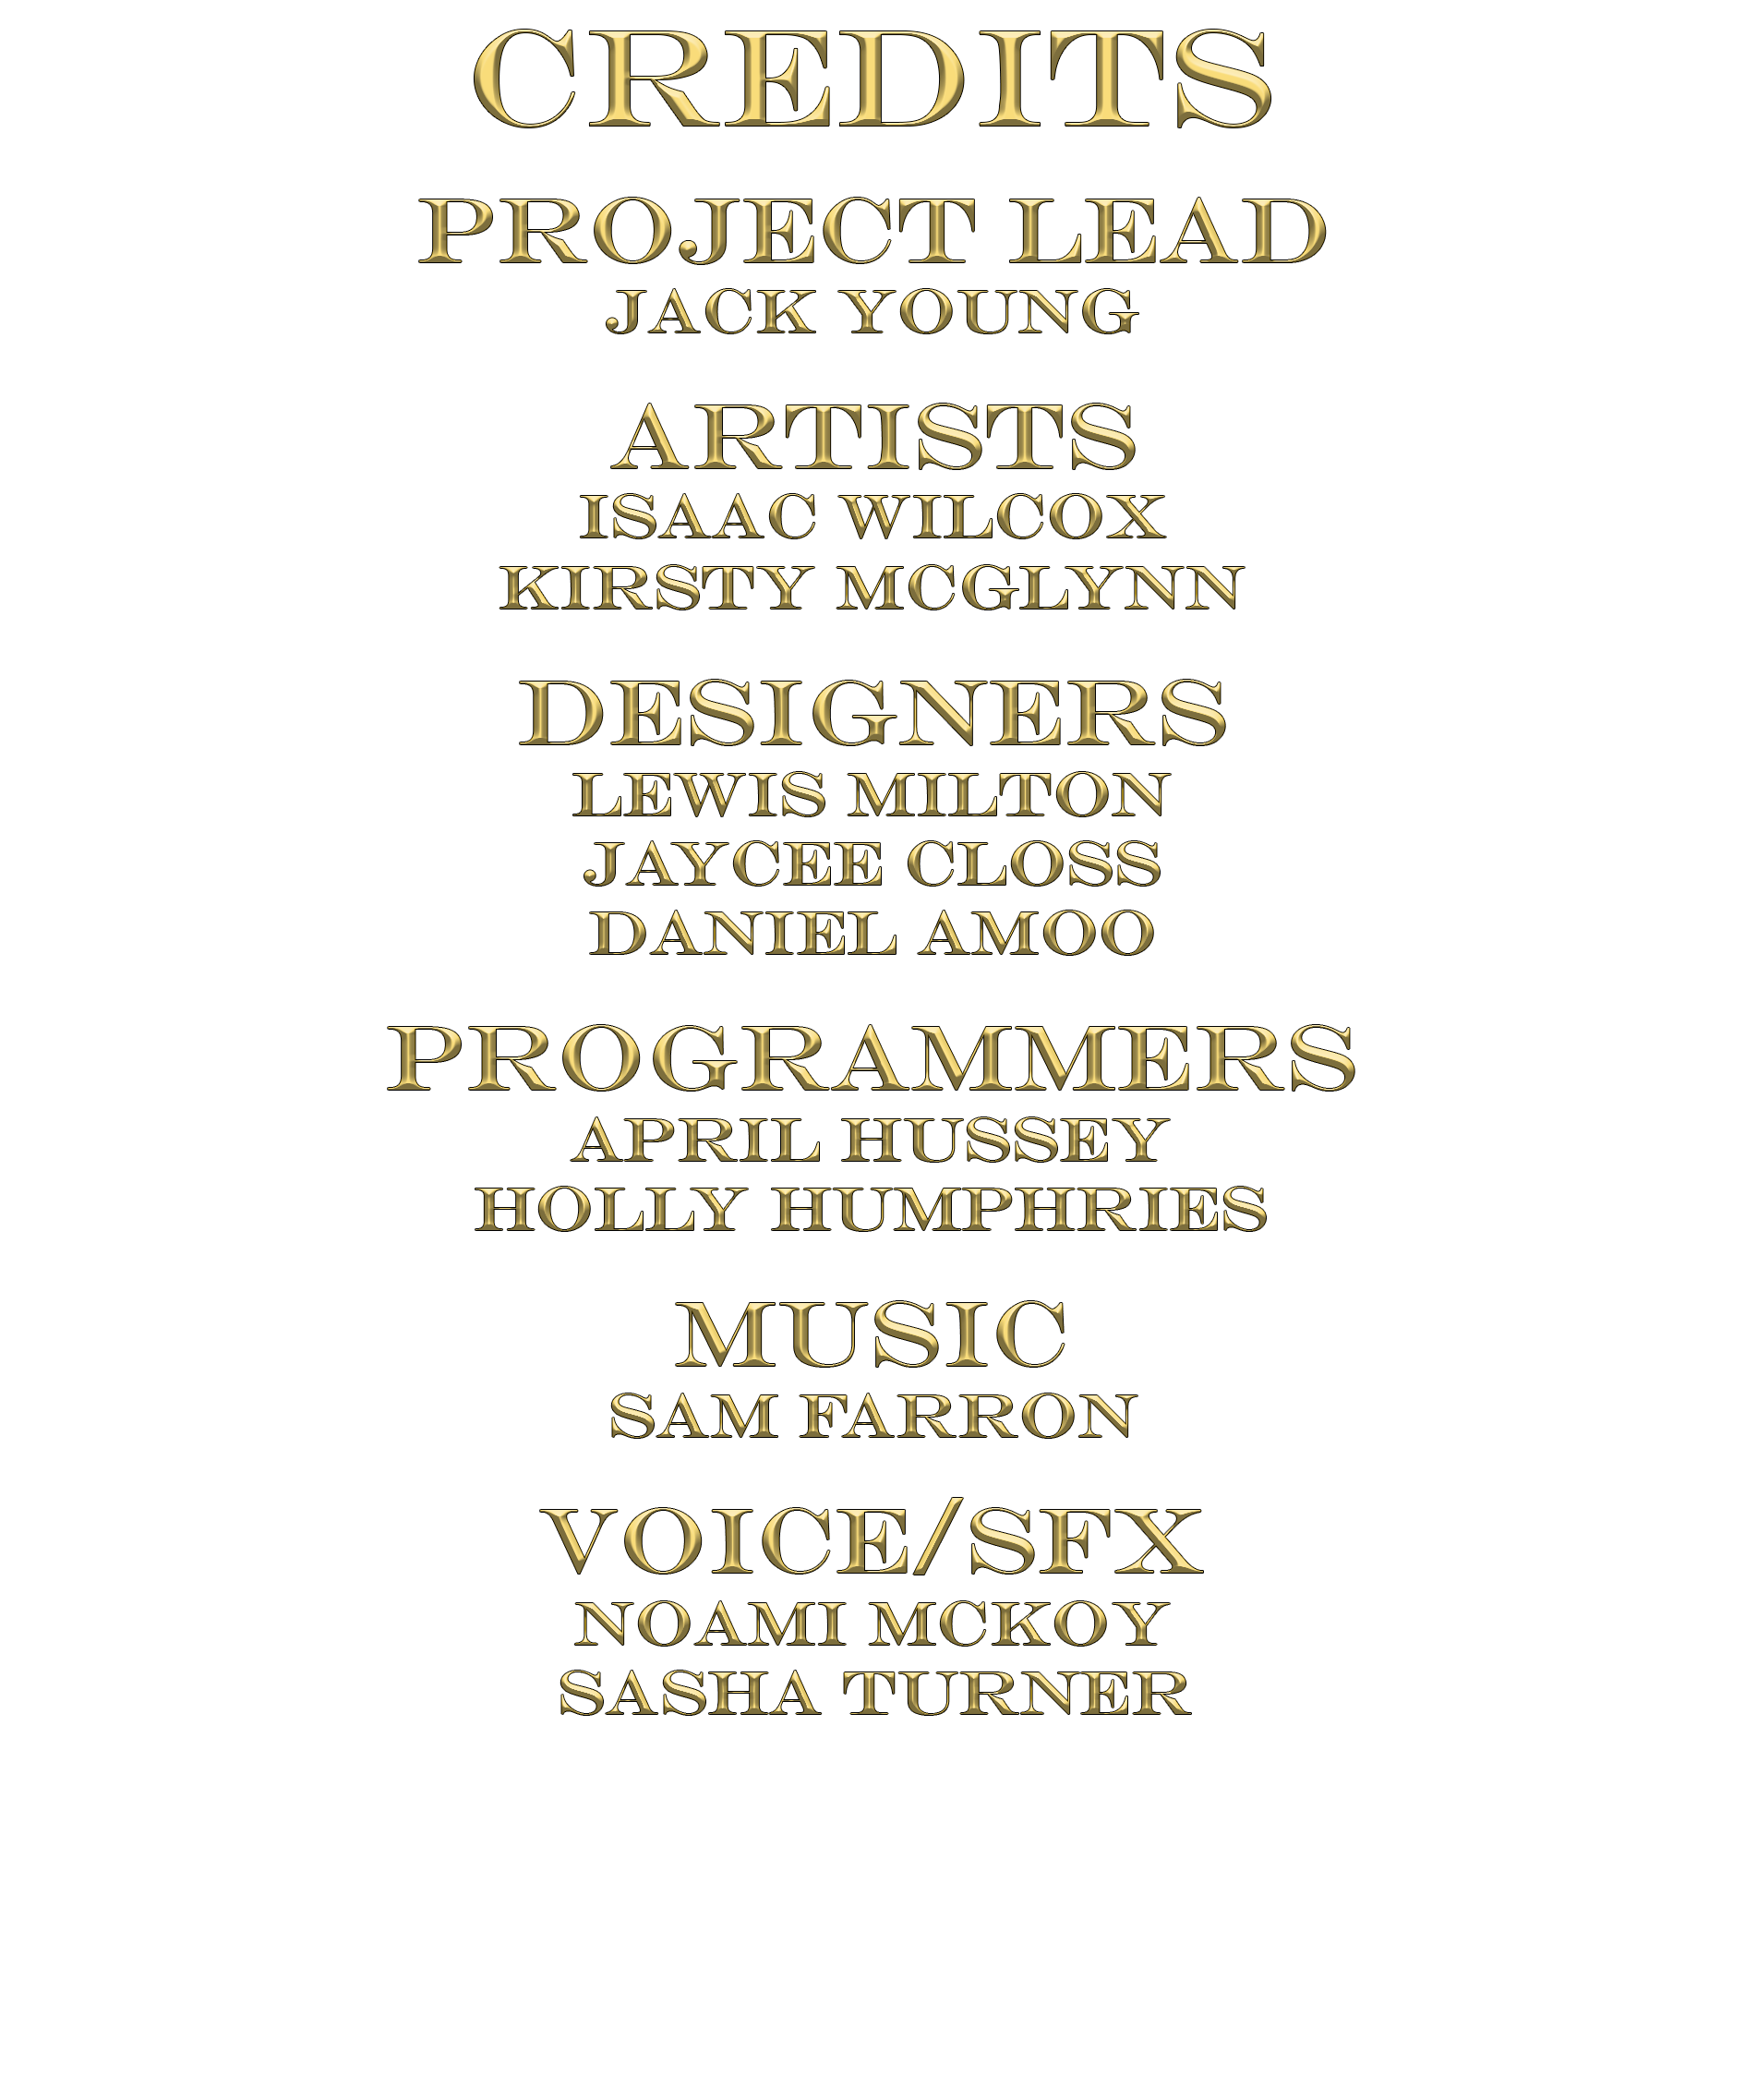 CREDITS
PROJECT LEAD
JACK YOUNG
ARTISTS
ISAAC WILCOX
KIRSTY MCGLYNN
DESIGNERS
LEWIS MILTON
JAYCEE CLOSS
DANIEL AMOO
PROGRAMMERS
APRIL HUSSEY
HOLLY HUMPHRIES
MUSIC
SAM FARRON
VOICE/SFX
NOAMI MCKOY
SASHA TURNER